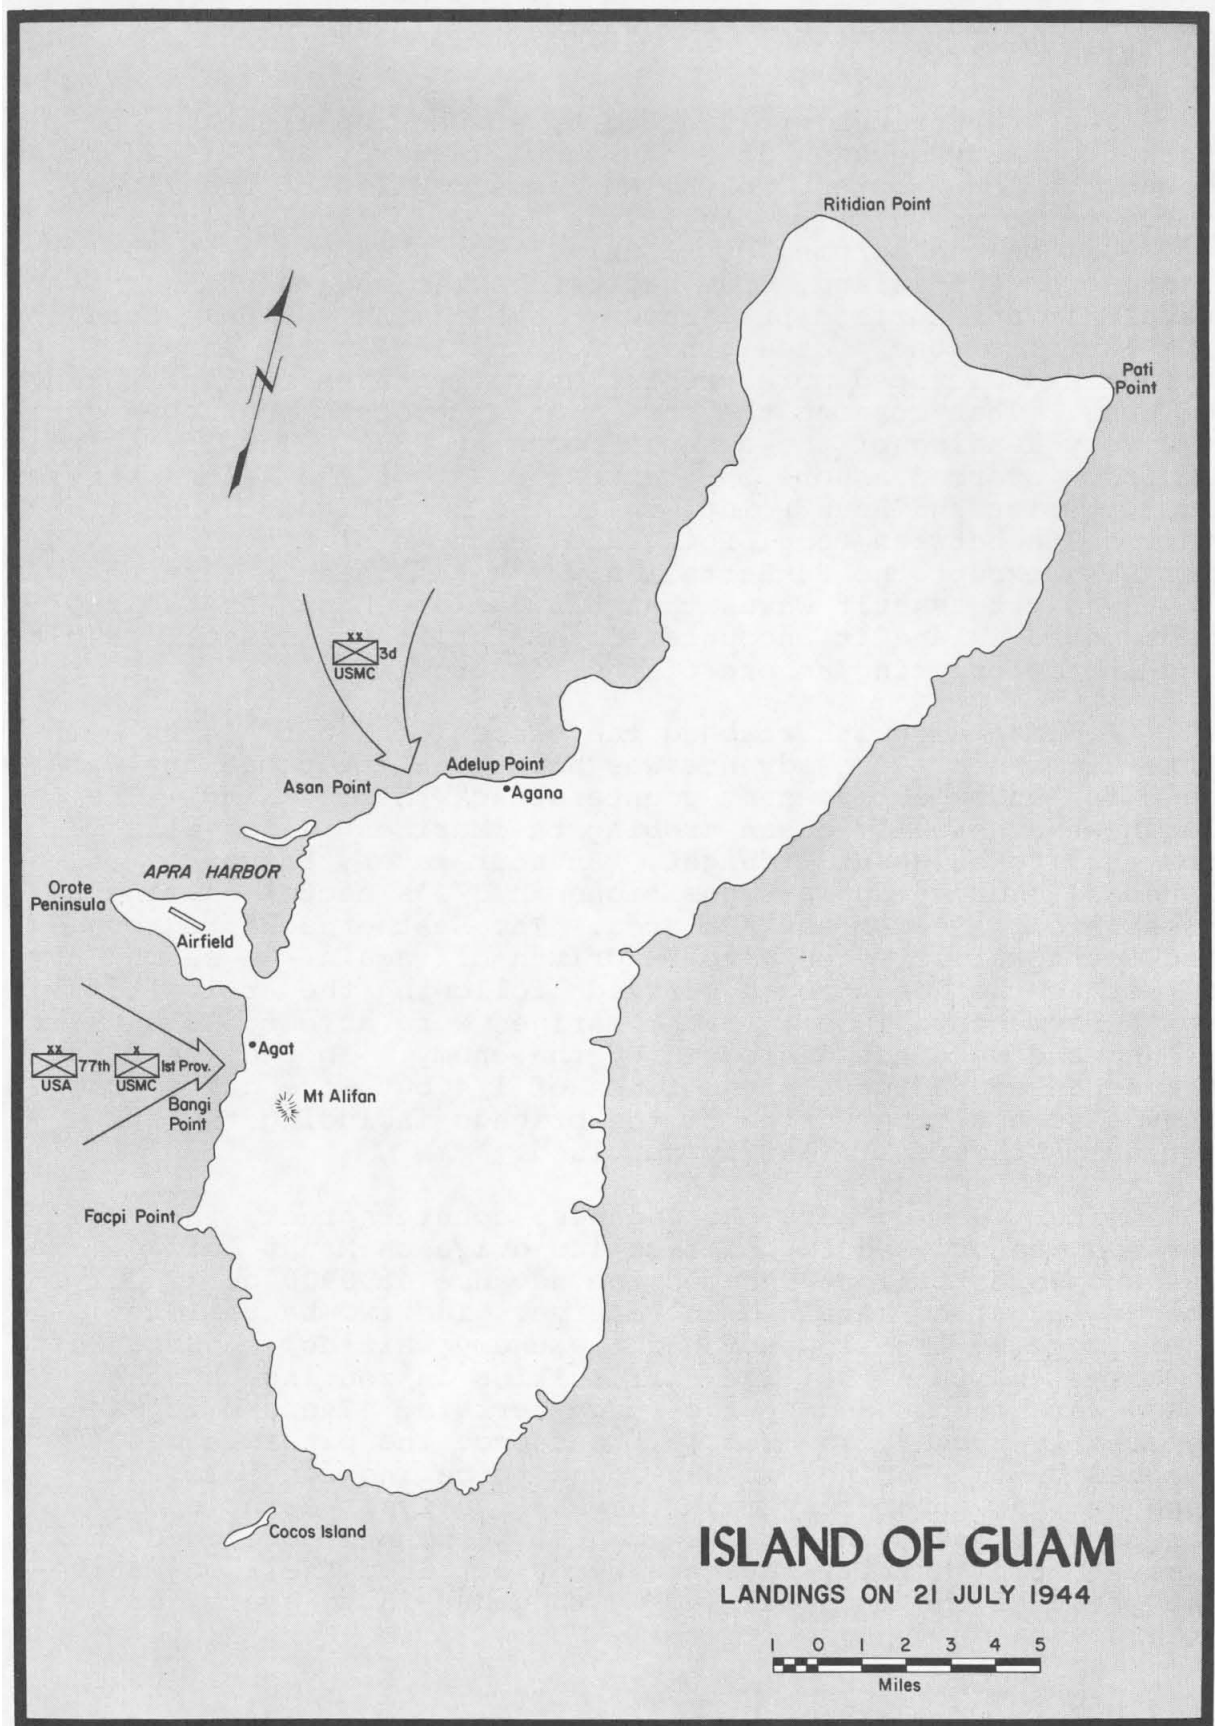 Ritidian Point
Pati
Point
N
XX
3d
USMC
Adelup Point
Asan Point
Agana
APRA HARBOR
Orote
Peninsula
Airfield
Agat
XX
77th
USA
X
1st Prov.
USMC
Mt Alifan
Bangi
Point
Facpi Point
Cocos Island
ISLAND OF GUAM
LANDINGS ON 21 JULY 1944
1 0 1 2 3 4 5
Miles